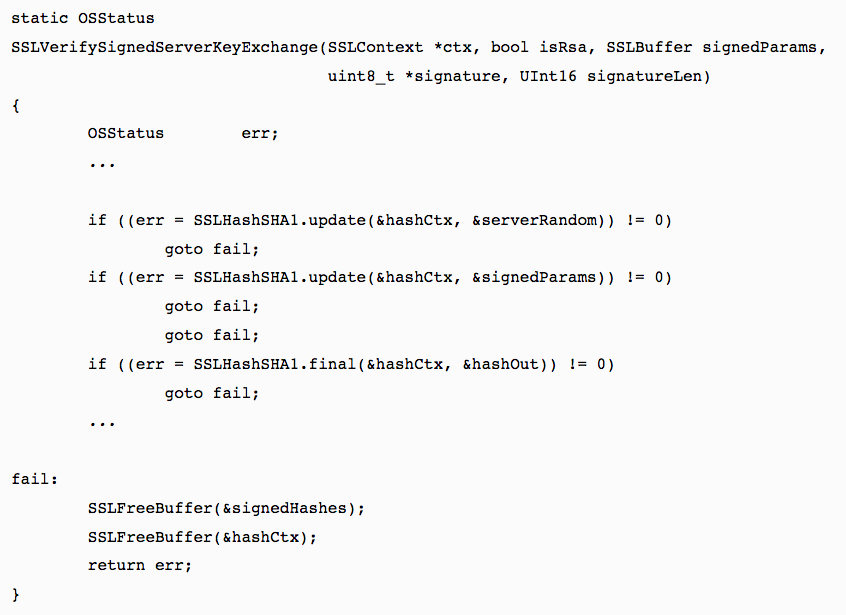 static OSStatus
SSLVerifySignedServerKeyExchange(SSLContext *ctx, bool isRsa, SSLBuffer signedParams,
                                 uint8_t *signature, UInt16 signatureLen)
{
        OSStatus        err;
        ...

        if ((err = SSLHashSHA1.update(&hashCtx, &serverRandom)) != 0)
                goto fail;
        if ((err = SSLHashSHA1.update(&hashCtx, &signedParams)) != 0)
                goto fail;
                goto fail;
        if ((err = SSLHashSHA1.final(&hashCtx, &hashOut)) != 0)
                goto fail;
        ...

fail:
        SSLFreeBuffer(&signedHashes);
        SSLFreeBuffer(&hashCtx);
        return err;
}